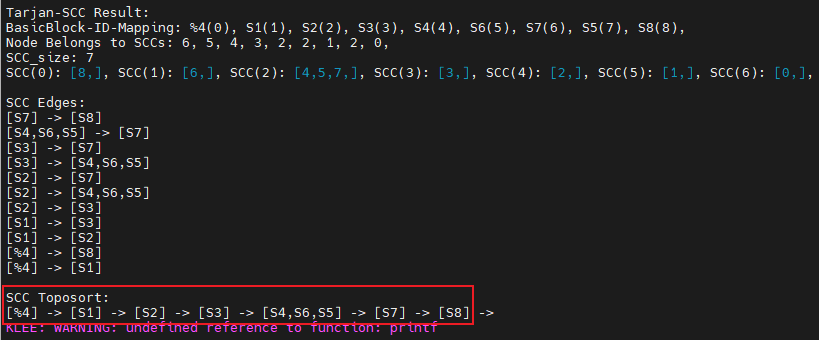 Tarjan-SCC Result:
BasicBlock-ID-Mapping: %4(0), S1(1), S2(2), S3(3), S4(4), S6(5), S7(6), S5(7), S8(8),
Node Belongs to SCCs: 6, 5, 4, 3, 2, 2, 1, 2, 0,
SCC_size: 7
SCC(0): [8,], SCC(1): [6,], SCC(2): [4,5,7,], SCC(3): [3,], SCC(4): [2,], SCC(5): [1,], SCC(6): [0,],
SCC Edges:
[S7] -> [S8]
[S4,S6,S5] -> [S7]
[S3] -> [S7]
[S3] -> [S4,S6,S5]
[S2] -> [S7]
[S2] -> [S4,S6,S5]
[S2] -> [S3]
[S1] -> [S3]
[S1] -> [S2]
[%4] -> [S8]
[%4] -> [S1]
SCC Toposort:
[%4] -> [S1] -> [S2] -> [S3] -> [S4,S6,S5] -> [S7] -> [S8] ->
KLEE: WARNING: undefined reference to function: printf